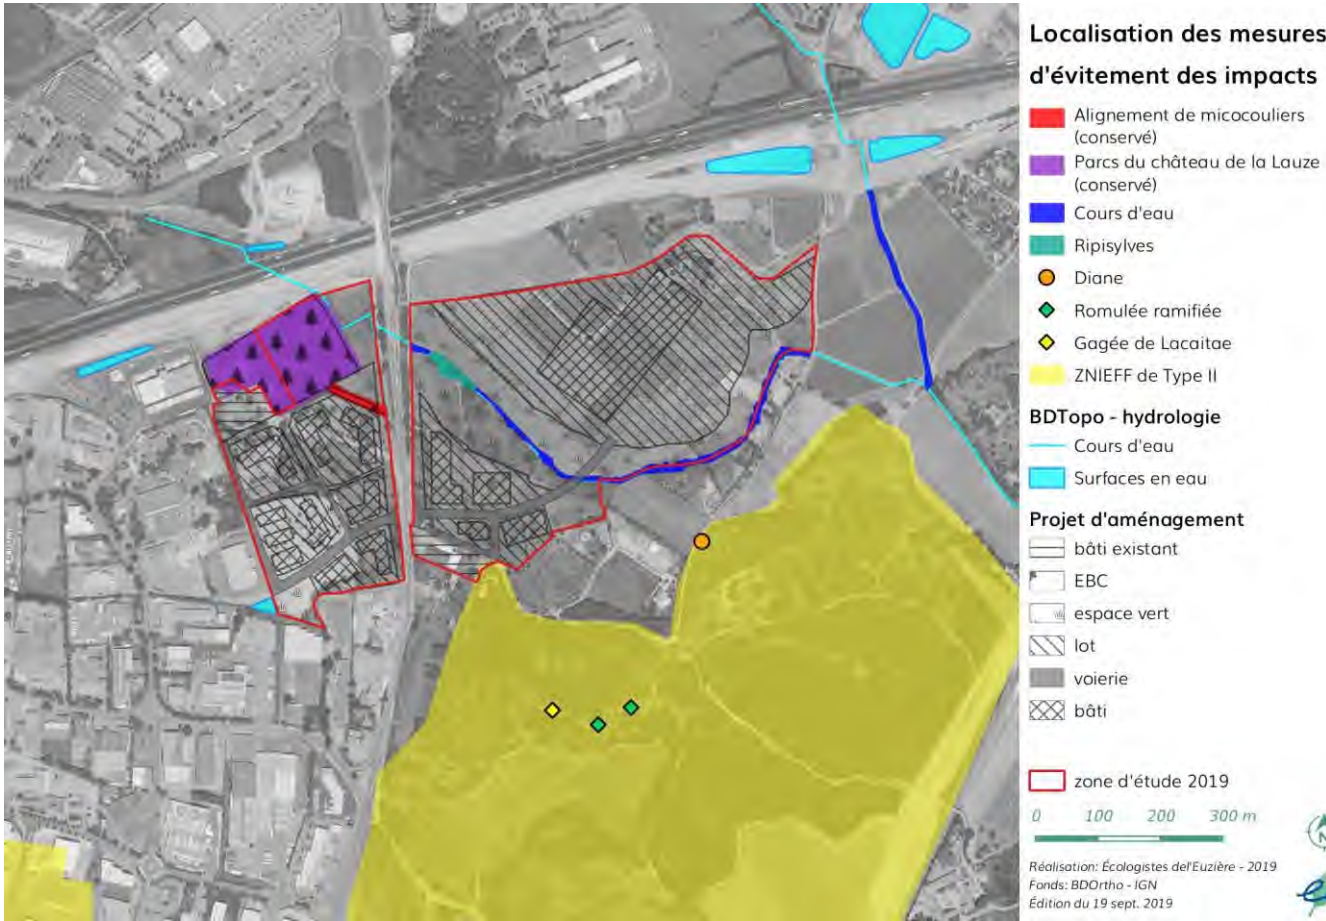 Localisation des mesures
d'évitement des impacts
Alignement de micocouliers
(conservé)
Parcs du château de la Lauze
(conservé)
Cours d'eau
Ripisylves
Diane
Romulée ramifiée
Gagée de Lacaitae
ZNIEFF de Type II
BDTopo - hydrologie
Cours d'eau
Surfaces en eau
Projet d'aménagement
bâti existant
EBC
espace vert
lot
voierie
bâti
zone d'étude 2019
0 100 200 300 m
Réalisation: Écologistes del'Euzière - 2019
Fonds: BDOrtho - IGN
Édition du 19 sept. 2019